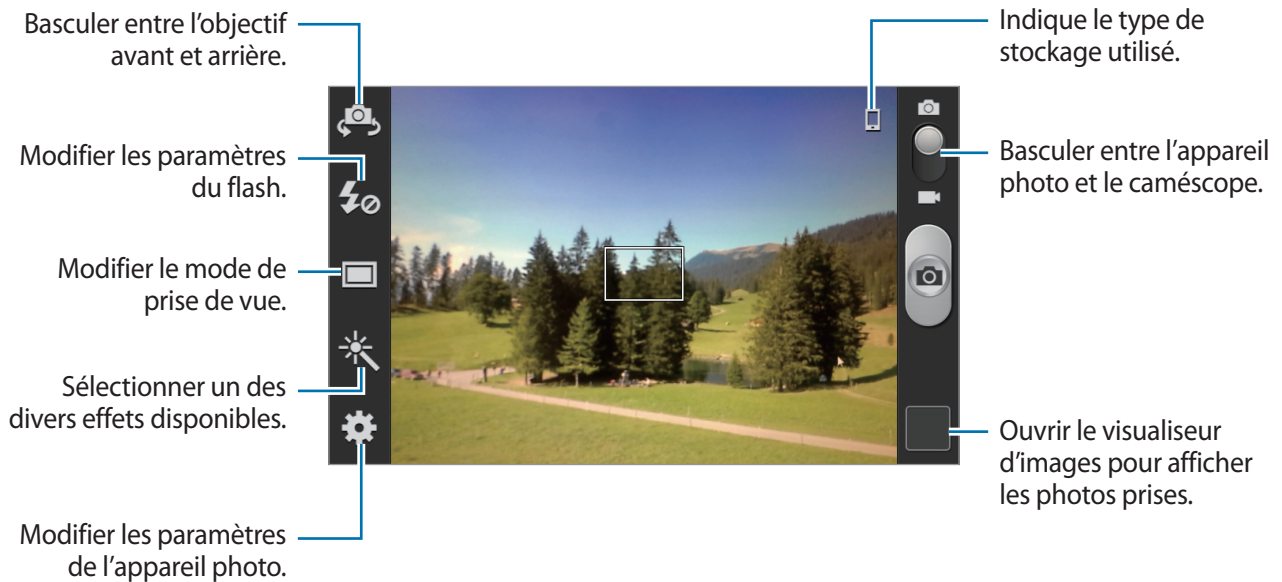 Basculer entre l'objectif
avant et arrière.
Modifier les paramètres
du flash.
Modifier le mode de
prise de vue.
Sélectionner un des
divers effets disponibles.
Modifier les paramètres
de l'appareil photo.
Indique le type de
stockage utilisé.
Basculer entre l'appareil
photo et le caméscope.
Ouvrir le visualiseur
d'images pour afficher
les photos prises.